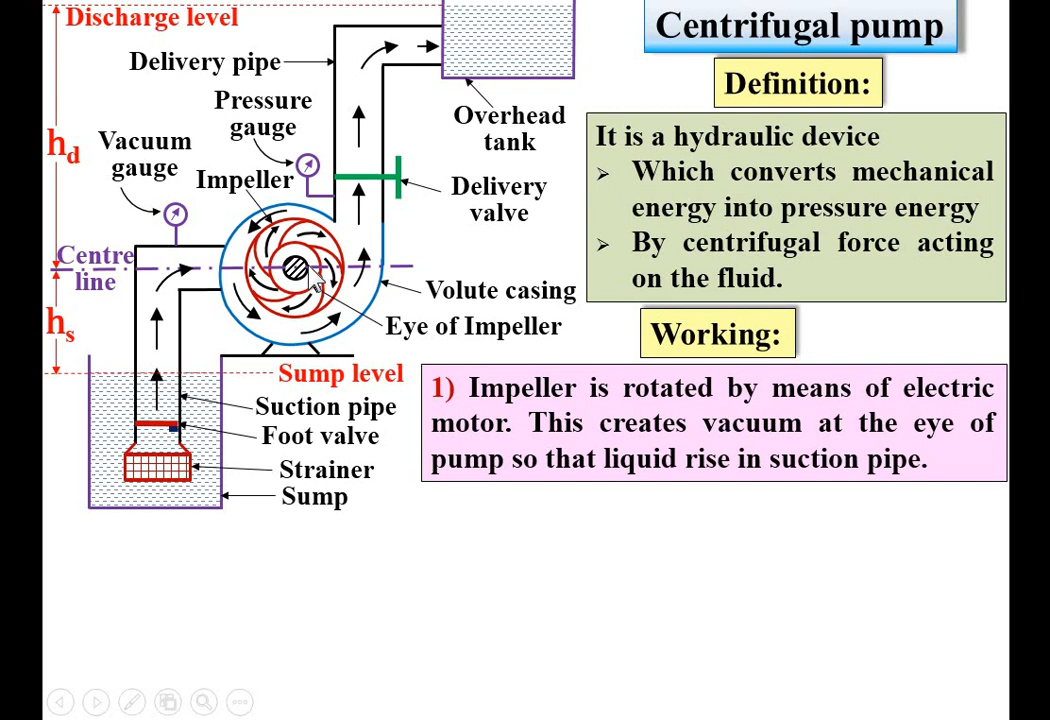 Discharge level
Delivery pipe
Pressure
gauge
Vacuum
gauge
Impeller
hd
Overhead
tank
Delivery
valve
Centre
line
Volute casing
Eye of Impeller
hs
Sump level
Suction pipe
Foot valve
Strainer
Sump
Centrifugal pump
Definition:
It is a hydraulic device
➢ Which converts mechanical
energy into pressure energy
➢ By centrifugal force acting
on the fluid.
Working:
1) Impeller is rotated by means of electric
motor. This creates vacuum at the eye of
pump so that liquid rise in suction pipe.